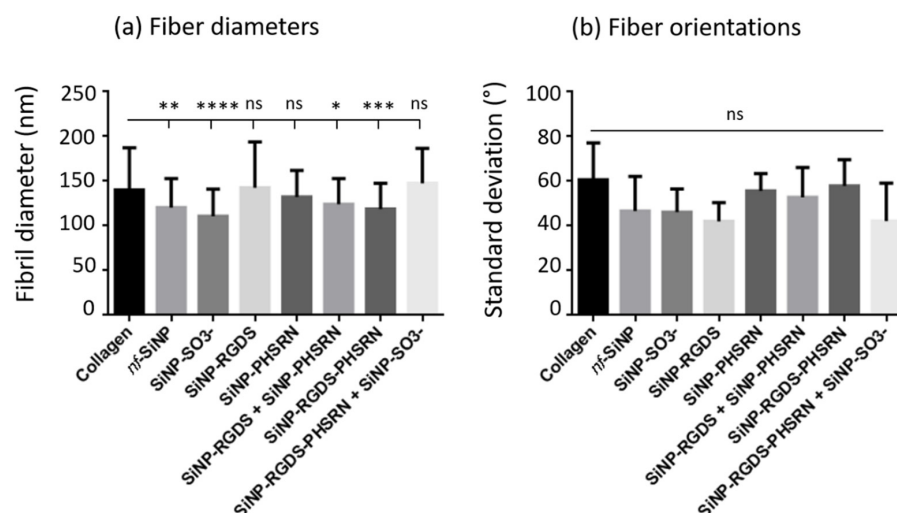 (a) Fiber diameters
Fibril diameter (nm)
250
200
150
100
50
0
** **** ns ns * *** ns
Collagen
nf-SiNP
SiNP-SO3-
SiNP-RGDS
SiNP-PHSRN
SiNP-RGDS + SiNP-PHSRN
SiNP-RGDS-PHSRN
SiNP-RGDS-PHSRN + SiNP-SO3-
(b) Fiber orientations
Standard deviation (°)
100
80
60
40
20
0
ns
Collagen
nf-SiNP
SiNP-SO3-
SiNP-RGDS
SiNP-PHSRN
SiNP-RGDS + SiNP-PHSRN
SiNP-RGDS-PHSRN
SiNP-RGDS-PHSRN + SiNP-SO3-